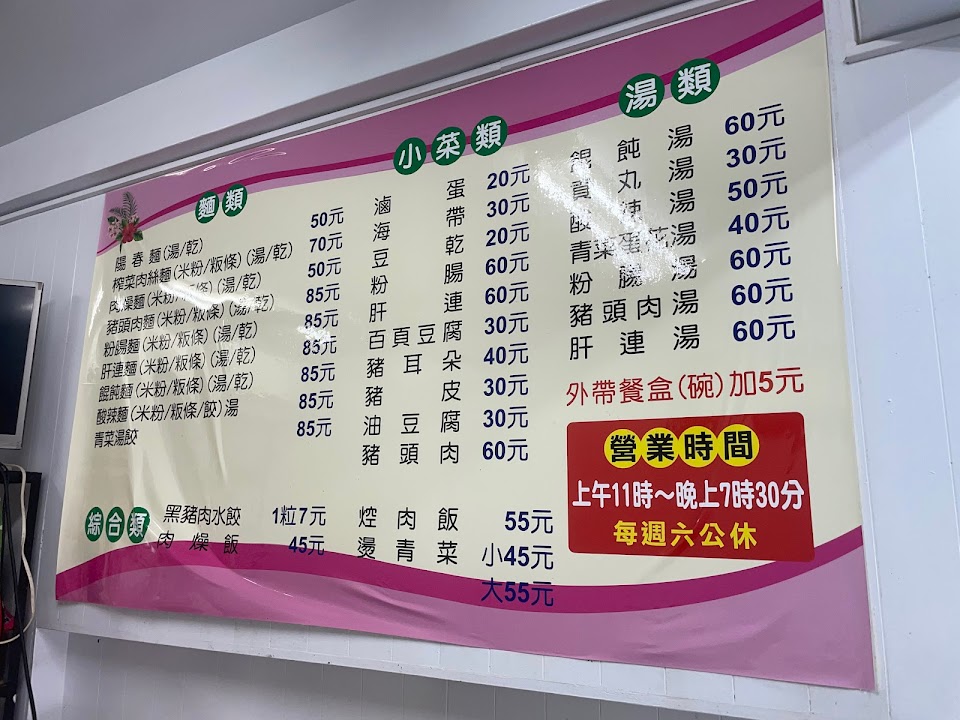 麵類
陽春麵(湯/乾) 50元
榨菜肉絲麵(米粉/粄條)(湯/乾) 70元
肉燥麵(米粉/粄條)(湯/乾) 50元
豬頭肉麵(米粉/粄條)(湯/乾) 85元
粉腸麵(米粉/粄條)(湯/乾) 85元
肝連麵(米粉/粄條)(湯/乾) 85元
餛飩麵(米粉/粄條)(湯/乾) 85元
酸辣麵(米粉/粄條/餃)湯 85元
青菜湯餃 85元
小菜類
滷蛋 20元
海帶 30元
豆乾 20元
粉腸 60元
肝連 60元
百頁豆腐 30元
豬耳朵 40元
豬皮 30元
油豆腐 30元
豬頭肉 60元
湯類
餛飩湯 60元
貢丸湯 30元
酸辣湯 50元
青菜蛋花湯 40元
粉腸湯 60元
豬頭肉湯 60元
肝連湯 60元
外帶餐盒(碗)加5元
營業時間
上午11時～晚上7時30分
每週六公休
綜合類
黑豬肉水餃 1粒7元
肉燥飯 45元
焢肉飯 55元
燙青菜 小45元
大55元